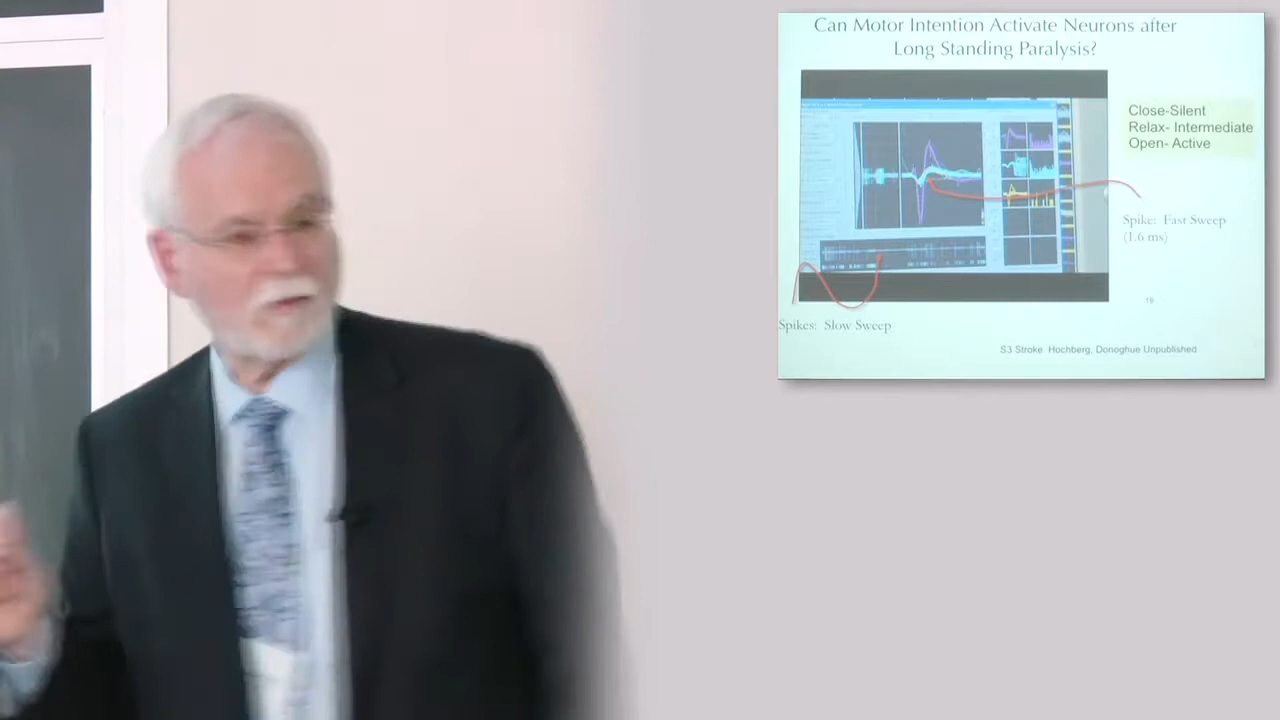 Can Motor Intention Activate Neurons after
Long Standing Paralysis?
Close-Silent
Relax- Intermediate
Open- Active
Spike: Fast Sweep
(1.6 ms)
19
Spikes: Slow Sweep
S3 Stroke Hochberg, Donoghue Unpublished